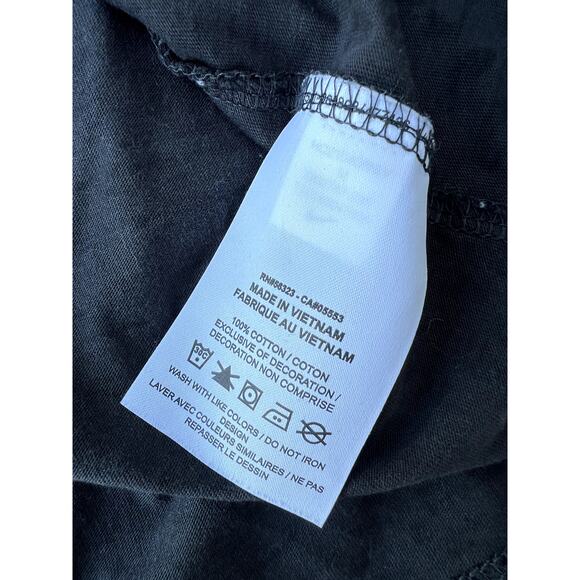 RN#56323 - CA#05553
MADE IN VIETNAM
FABRIQUE AU VIETNAM
100% COTTON / COTON
EXCLUSIVE OF DECORATION /
DECORATION NON COMPRISE
30C
WASH WITH LIKE COLORS / DO NOT IRON
DESIGN
LAVER AVEC COULEURS SIMILAIRES / NE PAS
REPASSER LE DESSIN